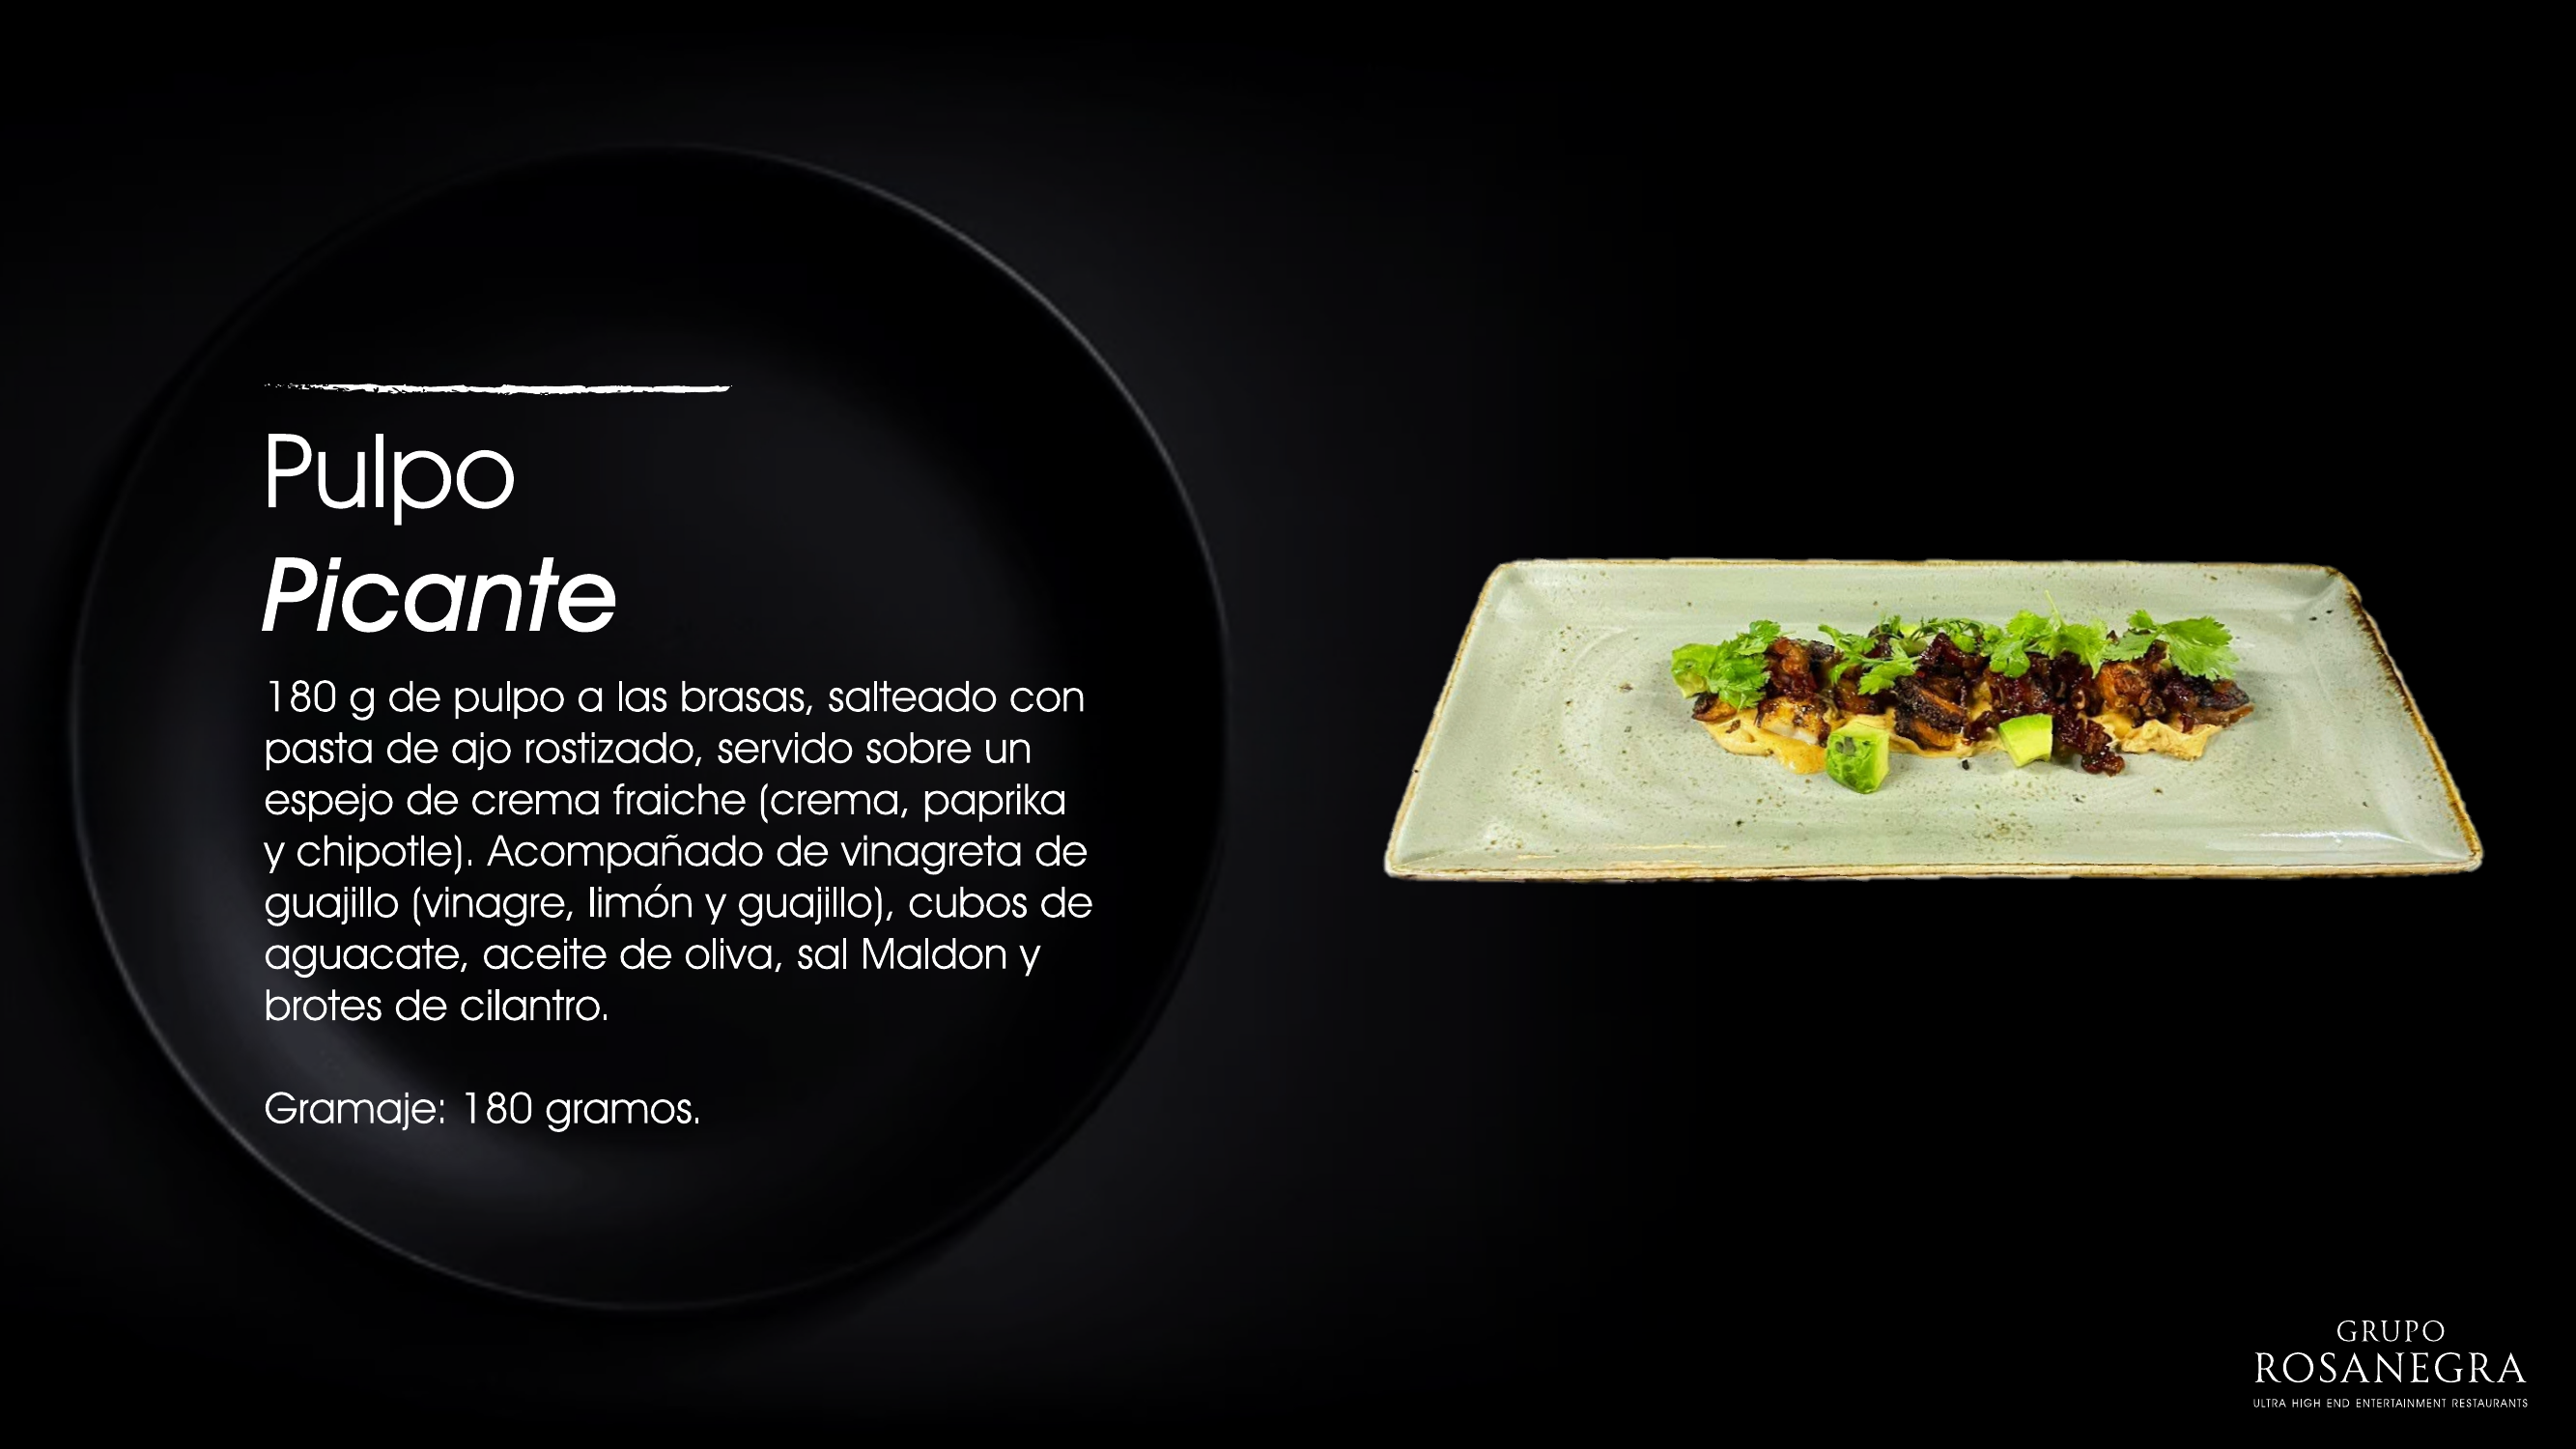 Pulpo
Picante
180 g de pulpo a las brasas, salteado con
pasta de ajo rostizado, servido sobre un
espejo de crema fraiche (crema, paprika
y chipotle). Acompañado de vinagreta de
guajillo (vinagre, limón y guajillo), cubos de
aguacate, aceite de oliva, sal Maldon y
brotes de cilantro.
Gramaje: 180 gramos.
GRUPO
ROSANEGRA
ULTRA HIGH END ENTERTAINMENT RESTAURANTS